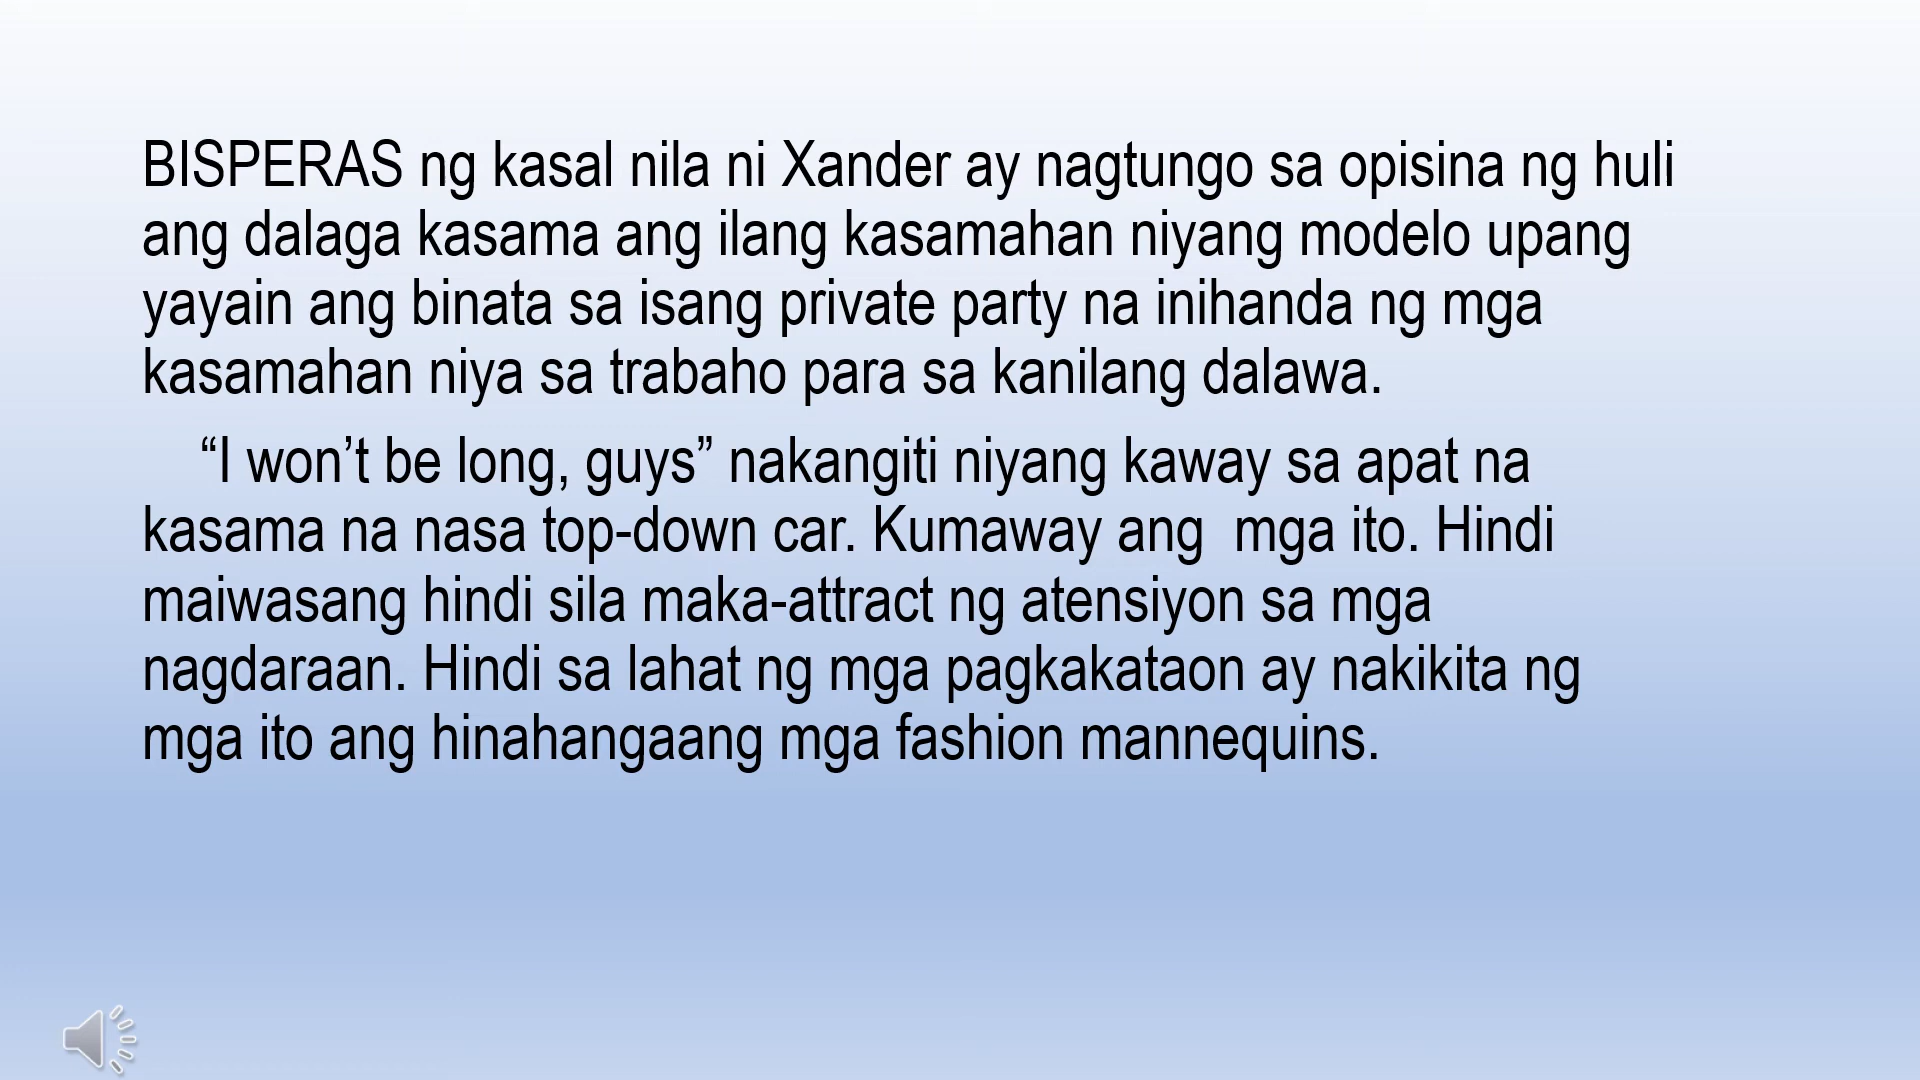 BISPERAS ng kasal nila ni Xander ay nagtungo sa opisina ng huli
ang dalaga kasama ang ilang kasamahan niyang modelo upang
yayain ang binata sa isang private party na inihanda ng mga
kasamahan niya sa trabaho para sa kanilang dalawa.
“I won’t be long, guys” nakangiti niyang kaway sa apat na
kasama na nasa top-down car. Kumaway ang  mga ito. Hindi
maiwasang hindi sila maka-attract ng atensiyon sa mga
nagdaraan. Hindi sa lahat ng mga pagkakataon ay nakikita ng
mga ito ang hinahangaang mga fashion mannequins.